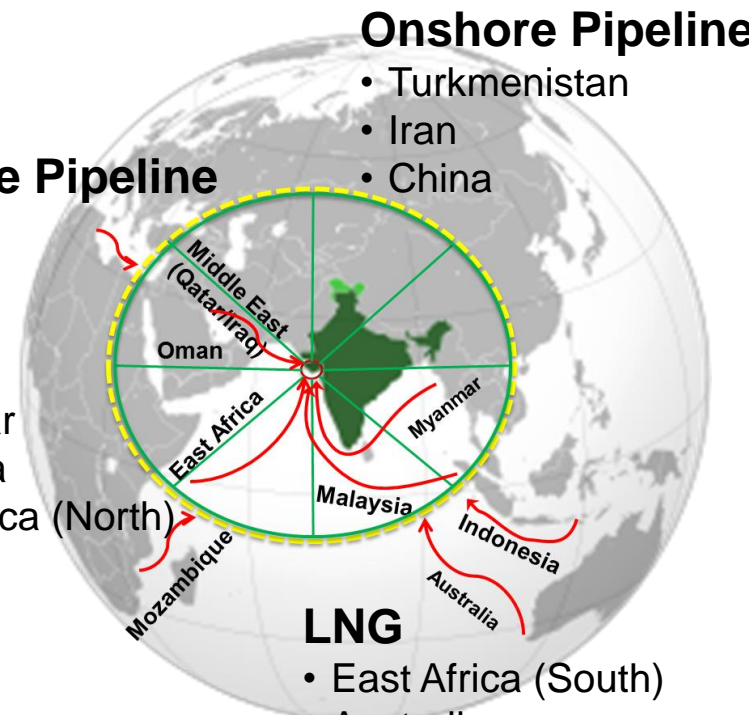 Onshore Pipeline
• Turkmenistan
• Iran
• China
e Pipeline
Middle East
(Qatar/Iraq)
Oman
East Africa
Myanmar
Malaysia
Indonesia
Australia
Mozambique
ar
a
ca (North)
LNG
• East Africa (South)